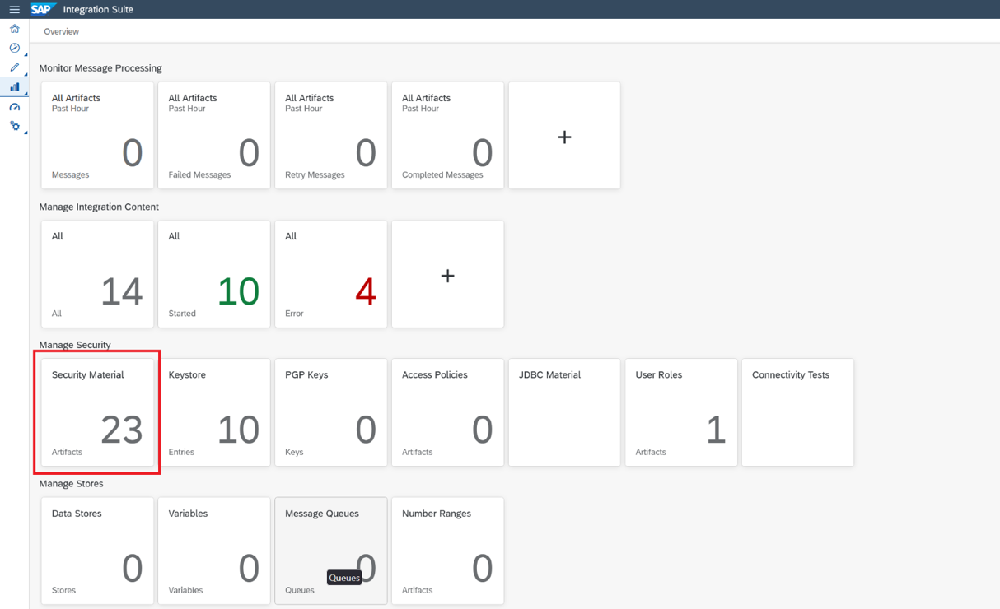 SAP Integration Suite
Overview
Monitor Message Processing
All Artifacts
Past Hour
0
Messages
All Artifacts
Past Hour
0
Failed Messages
All Artifacts
Past Hour
0
Retry Messages
All Artifacts
Past Hour
0
Completed Messages
+
Manage Integration Content
All
14
All
All
10
Started
All
4
Error
+
Manage Security
Security Material
23
Artifacts
Keystore
10
Entries
PGP Keys
0
Keys
Access Policies
0
Artifacts
JDBC Material
User Roles
1
Artifacts
Connectivity Tests
Manage Stores
Data Stores
0
Stores
Variables
0
Variables
Message Queues
0
Queues
Queues
Number Ranges
0
Artifacts